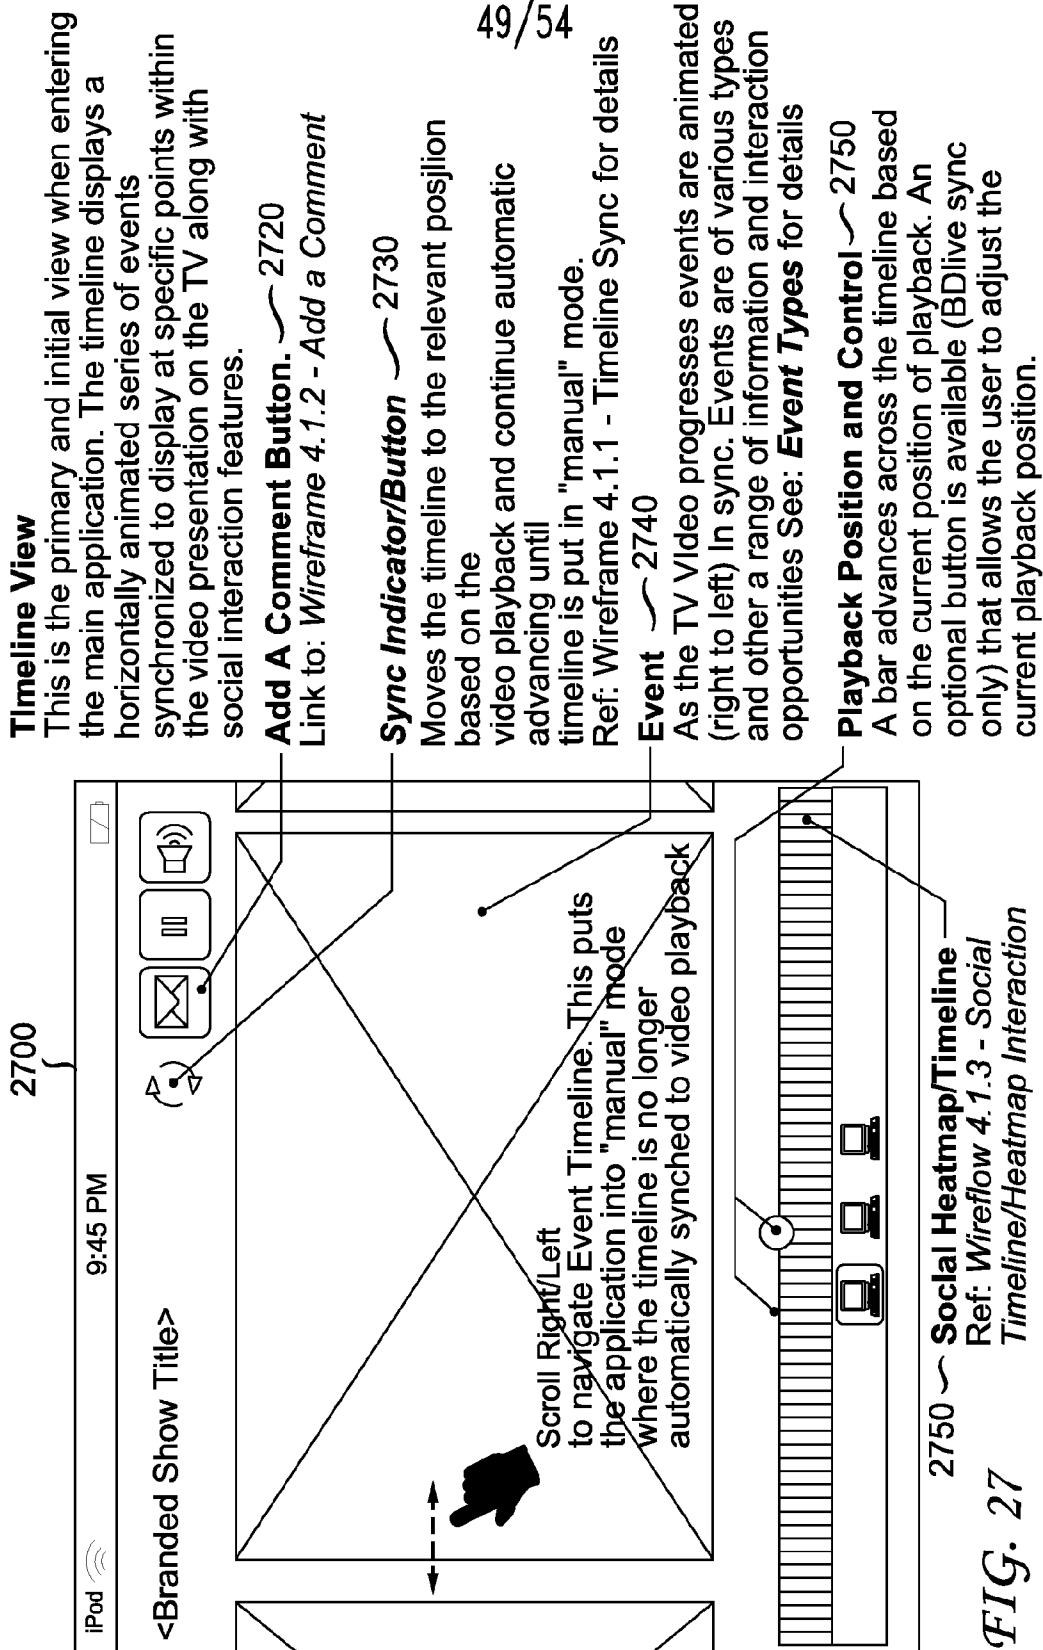 49/54
2700
iPod
9:45 PM
<Branded Show Title>
Scroll Right/Left
to navigate Event Timeline. This puts
the application into "manual" mode
where the timeline is no longer
automatically synched to video playback
Timeline View
This is the primary and initial view when entering
the main application. The timeline displays a
horizontally animated series of events
synchronized to display at specific points within
the video presentation on the TV along with
social interaction features.
Add A Comment Button. 2720
Link to: Wireframe 4.1.2 - Add a Comment
Sync Indicator/Button 2730
Moves the timeline to the relevant posjlion
based on the
video playback and continue automatic
advancing until
timeline is put in "manual" mode.
Ref: Wireframe 4.1.1 - Timeline Sync for details
Event 2740
As the TV VIdeo progresses events are animated
(right to left) In sync. Events are of various types
and other a range of information and interaction
opportunities See: Event Types for details
Playback Position and Control 2750
A bar advances across the timeline based
on the current position of playback. An
optional button is available (BDlive sync
only) that allows the user to adjust the
current playback position.
2750 Soclal Heatmap/Timeline
Ref: Wireflow 4.1.3 - Social
Timeline/Heatmap Interaction
FIG. 27